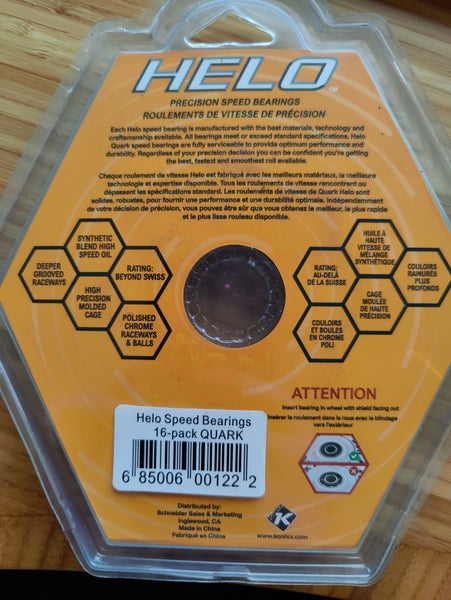 HELO™
PRECISION SPEED BEARINGS
ROULEMENTS DE VITESSE DE PRÉCISION
Each Helo speed bearing is manufactured with the best materials, technology and
craftsmanship available. All bearings meet or exceed standard specifications. Helo
Quark speed bearings are fully serviceable to provide optimum performance and
durability. Regardless of your precision decision you can be confident you're getting
the best, fastest and smoothest roll available.
Chaque roulement de vitesse Helo est fabriqué avec les meilleurs matériaux, la meilleure
technologie et expertise disponible. Tous les roulements de vitesse rencontront ou
dépassent les spécifications standard. Les roulements de vitesse de Quark Helo sont
solides, robustes, pour fournir une performance et une durabilité optimale. Indépendamment
de votre décision de précision, vous pouvez être sûr que vous obtenez le meilleur, la plus rapide
et le plus lisse rouleau disponible.
SYNTHETIC
BLEND HIGH
SPEED OIL
DEEPER
GROOVED
RACEWAYS
RATING:
BEYOND SWISS
HIGH
PRECISION
MOLDED
CAGE
POLISHED
CHROME
RACEWAYS
& BALLS
HUILE À
HAUTE
VITESSE DE
MÉLANGE
SYNTHÉTIQUE
RATING:
AU-DELÀ
DE LA SUISSE
COULOIRS
RAINURÉS
PLUS
PROFONOS
CAGE
MOULÉE
DE HAUTE
PRÉCISION
COULOIRS
ET BOULES
EN CHROME
POLI
ATTENTION
Insert bearing in wheel with shield facing out
Insérer le roulement dans la roue avec le blindage
vers l'extérieur
Helo Speed Bearings
16-pack QUARK
6 85006 00122 2
Distributed by:
Schneider Sales & Marketing
Inglewood, CA
Made in China
Fabriqué en China
K
www.konixx.com